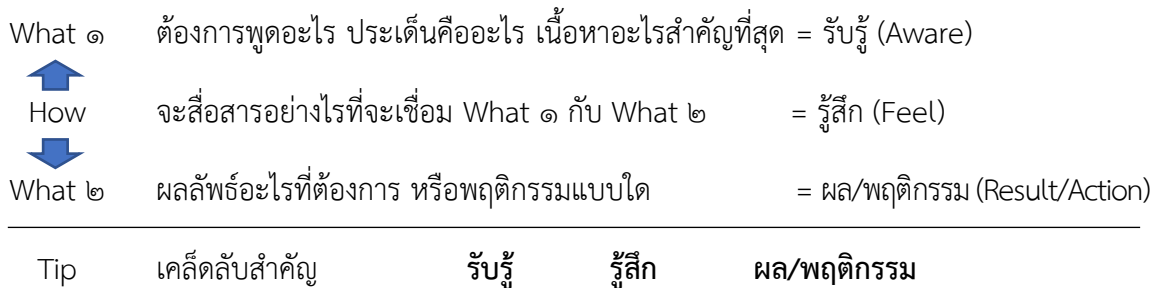 What ๑ ต้องการพูดอะไร ประเด็นคืออะไร เนื้อหาอะไรสำคัญที่สุด = รับรู้ (Aware)
How จะสื่อสารอย่างไรที่จะเชื่อม What ๑ กับ What ๒ = รู้สึก (Feel)
What ๒ ผลลัพธ์อะไรที่ต้องการ หรือพฤติกรรมแบบใด = ผล/พฤติกรรม (Result/Action)
Tip เคล็ดลับสำคัญ รับรู้ รู้สึก ผล/พฤติกรรม